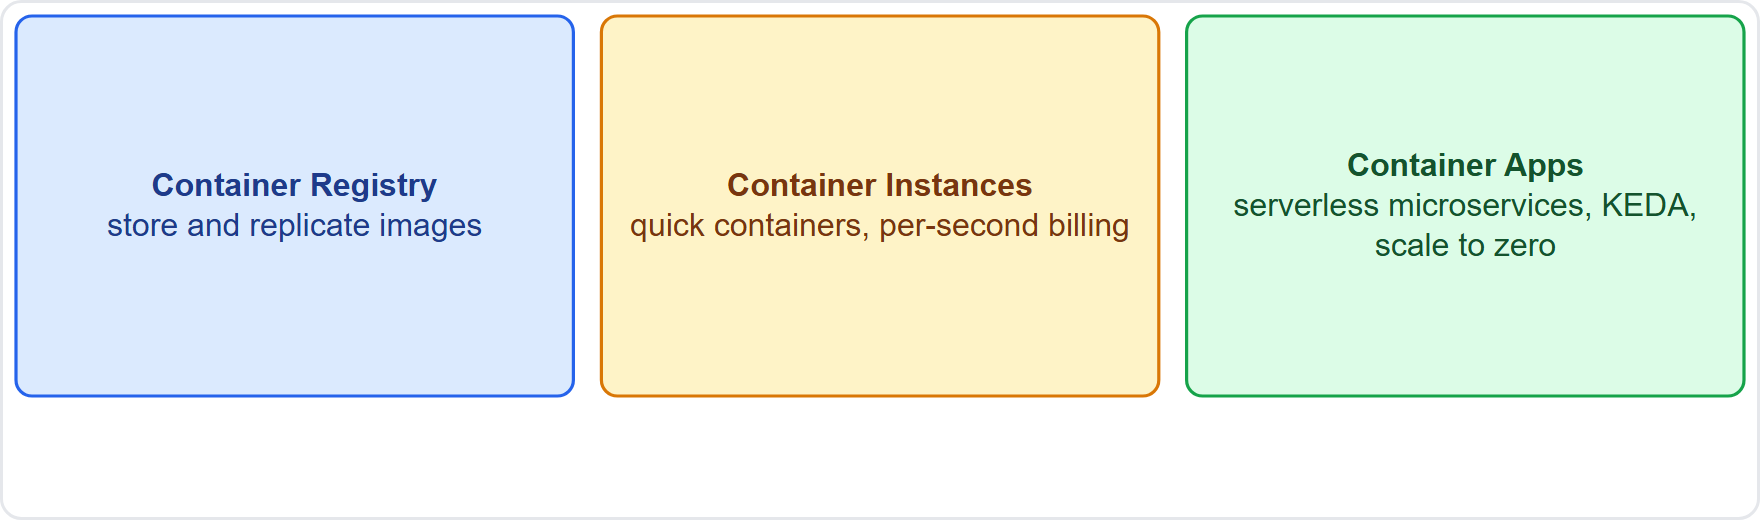 Container Registry
store and replicate images
Container Instances
quick containers, per-second billing
Container Apps
serverless microservices, KEDA,
scale to zero